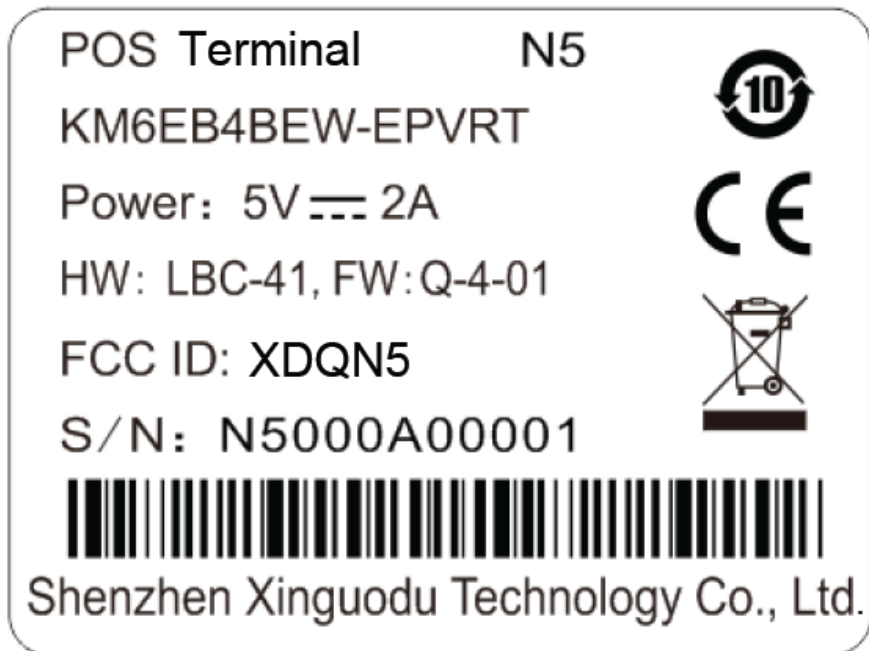 POS Terminal N5
KM6EB4BEW-EPVRT
Power: 5V 2A
HW: LBC-41, FW:Q-4-01
FCC ID: XDQN5
S/N: N5000A00001
10
CE
Shenzhen Xinguodu Technology Co., Ltd.